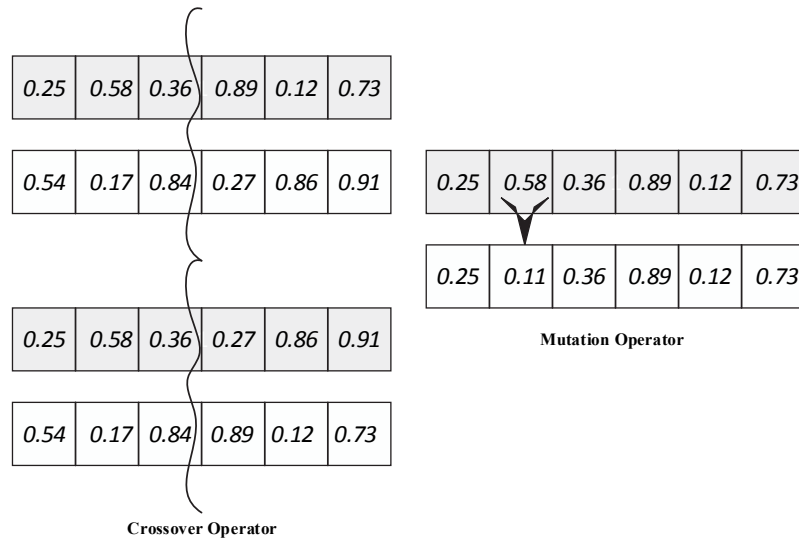 0.25 0.58 0.36 0.89 0.12 0.73
0.54 0.17 0.84 0.27 0.86 0.91
0.25 0.58 0.36 0.27 0.86 0.91
0.54 0.17 0.84 0.89 0.12 0.73
Crossover Operator
0.25 0.58 0.36 0.89 0.12 0.73
0.25 0.11 0.36 0.89 0.12 0.73
Mutation Operator